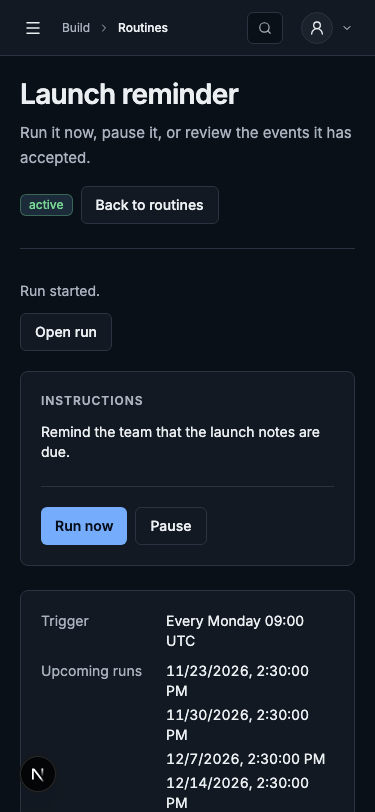 Build > Routines
Launch reminder
Run it now, pause it, or review the events it has
accepted.
active
Back to routines
Run started.
Open run
INSTRUCTIONS
Remind the team that the launch notes are
due.
Run now
Pause
Trigger
Every Monday 09:00
UTC
Upcoming runs
11/23/2026, 2:30:00
PM
11/30/2026, 2:30:00
PM
12/7/2026, 2:30:00 PM
12/14/2026, 2:30:00
PM
N